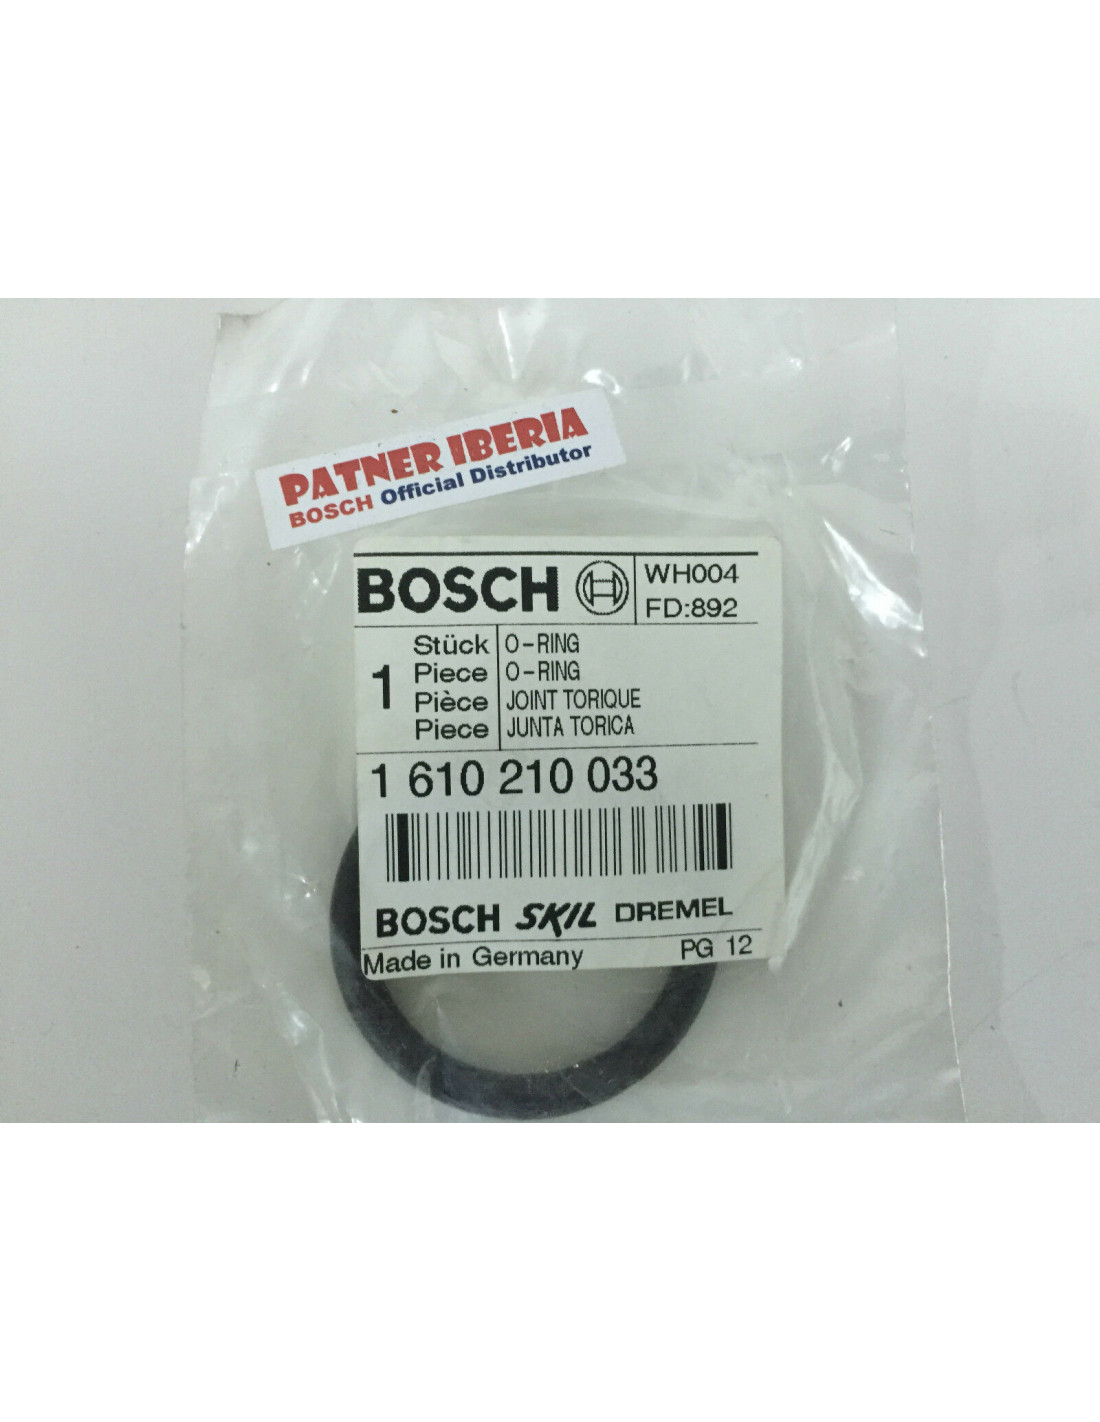 PATNER IBERIA
BOSCH Official Distributor
BOSCH
WH004
FD:892
1
Stück O-RING
Piece O-RING
Pièce JOINT TORIQUE
Piece JUNTA TORICA
1 610 210 033
BOSCH SKIL DREMEL
Made in Germany PG 12